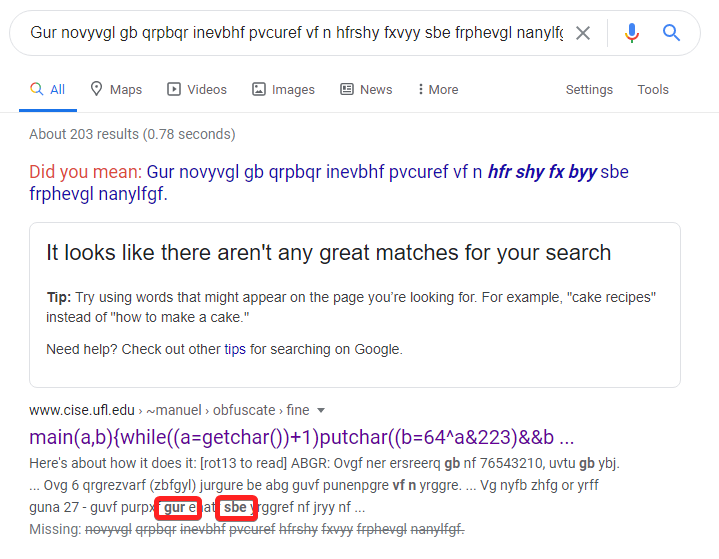 Gur novyvgl gb qrpbqr inevbhf pvcuref vf n hfrshy fxvyy sbe frphevgl nanylf
All Maps Videos Images News More Settings Tools
About 203 results (0.78 seconds)
Did you mean: Gur novyvgl gb qrpbqr inevbhf pvcuref vf n hfr shy fx byy sbe
frphevgl nanylfgf.
It looks like there aren't any great matches for your search
Tip: Try using words that might appear on the page you're looking for. For example, "cake recipes"
instead of "how to make a cake."
Need help? Check out other tips for searching on Google.
www.cise.ufl.edu › ~manuel › obfuscate › fine
main(a,b){while((a=getchar())+1)putchar((b=64^a&223)&&b ...
Here's about how it does it: [rot13 to read] ABGR: Ovgf ner ersreerq gb nf 76543210, uvtu gb ybj.
... Ovg 6 qrgrezvarf (zbfgyl) jurgure be abg guvf punenpgre vf n yrggre. ... Vg nyfb zhfg or yrff
guna 27 - guvf purpxf gur enat sbe yrggref nf jryy nf ...
Missing: novyvgl qrpbqr inevbhf pvcuref hfrshy fxvyy frphevgl nanylfgf.